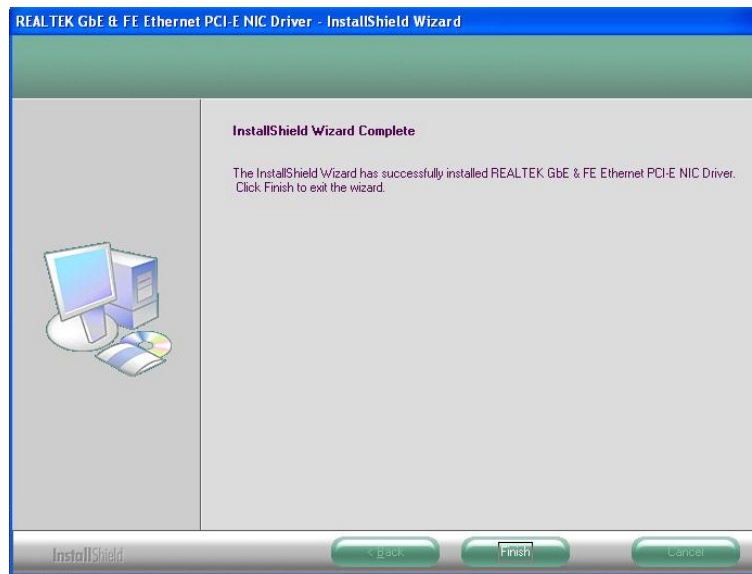 REALTEK GbE & FE Ethernet PCI-E NIC Driver - InstallShield Wizard
InstallShield Wizard Complete
The InstallShield Wizard has successfully installed REALTEK GbE & FE Ethernet PCI-E NIC Driver.
Click Finish to exit the wizard.
InstallShield
< Back
Finish
Cancel